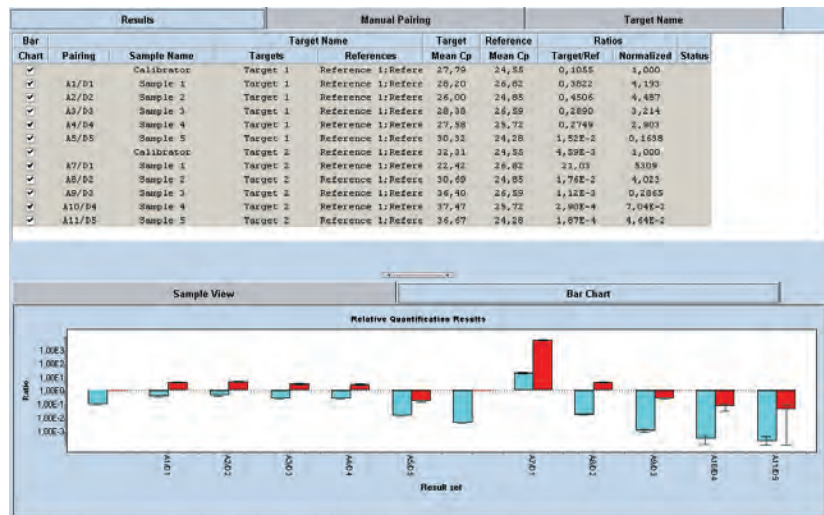 Results Manual Pairing Target Name
Bar Target Name Target Reference Ratios
Chart Pairing Sample Name Targets References Mean Cp Mean Cp Target/Ref Normalized Status
Calibrator Target 1 Reference 1;Refere 27,79 24,55 0,1055 1,000
A1/D1 Sample 1 Target 1 Reference 1;Refere 28,20 26,82 0,3822 4,193
A2/D2 Sample 2 Target 1 Reference 1;Refere 26,00 24,85 0,4506 4,487
A3/D3 Sample 3 Target 1 Reference 1;Refere 28,38 26,59 0,2890 3,214
A4/D4 Sample 4 Target 1 Reference 1;Refere 27,58 25,72 0,2749 2,903
A5/D5 Sample 5 Target 1 Reference 1;Refere 30,32 24,28 1,52E-2 0,1638
Calibrator Target 2 Reference 1;Refere 32,31 24,55 4,59E-3 1,000
A7/D1 Sample 1 Target 2 Reference 1;Refere 22,42 26,82 21,03 5309
A8/D2 Sample 2 Target 2 Reference 1;Refere 30,69 24,85 1,76E-2 4,023
A9/D3 Sample 3 Target 2 Reference 1;Refere 36,40 26,59 1,12E-3 0,2865
A10/D4 Sample 4 Target 2 Reference 1;Refere 37,47 25,72 2,90E-4 7,04E-2
A11/D5 Sample 5 Target 2 Reference 1;Refere 36,67 24,28 1,87E-4 4,64E-2
Sample View Bar Chart
Relative Quantification Results
Ratio
1,00E3
1,00E2
1,00E1
1,00E0
1,00E-1
1,00E-2
1,00E-3
A1/D1 A2/D2 A3/D3 A4/D4 A5/D5 A7/D1 A8/D2 A9/D3 A10/D4 A11/D5
Result set